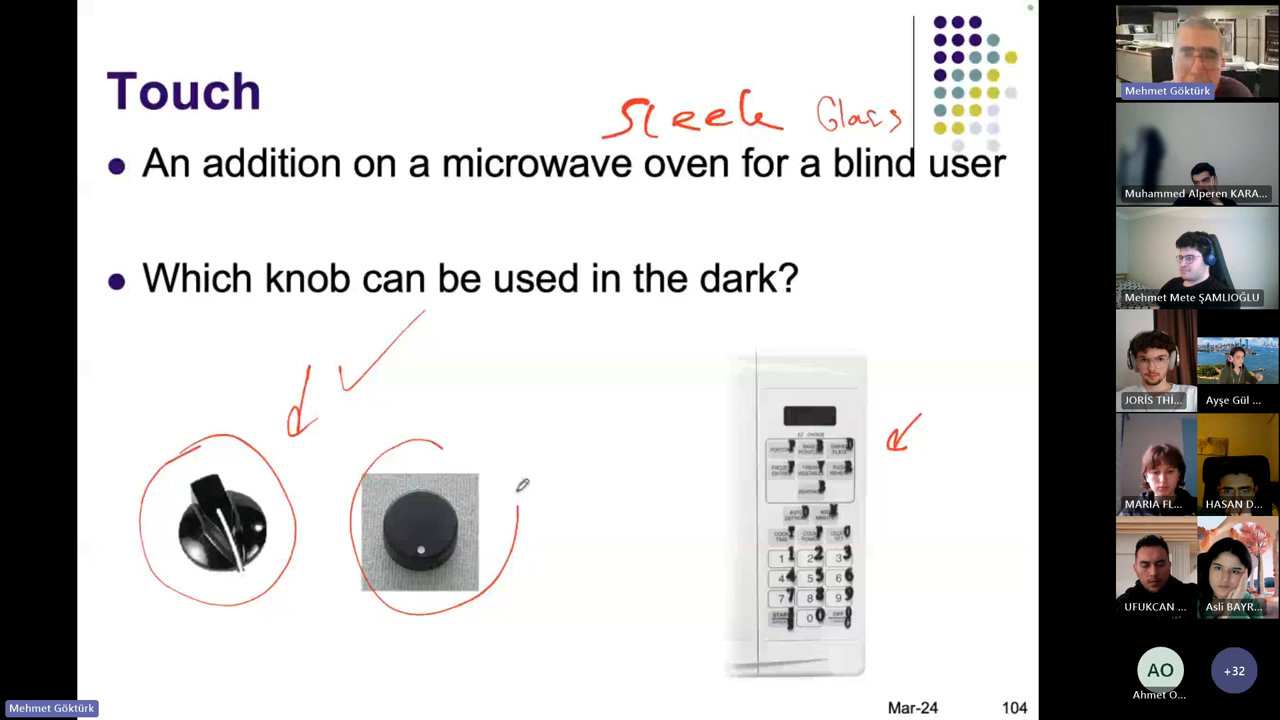 Touch
Sleek Glass
An addition on a microwave oven for a blind user
Which knob can be used in the dark?
1 2 3
4 5 6
7 8 9
START 0 OFF
Mar-24 104
Mehmet Göktürk
Mehmet Göktürk
Muhammed Alperen KARA...
Mehmet Mete ŞAMLIOĞLU
JORİS THİ... Ayşe Gül ...
MARIA FL... HASAN D...
UFUKCAN ... Asli BAYR...
AO +32
Ahmet O...